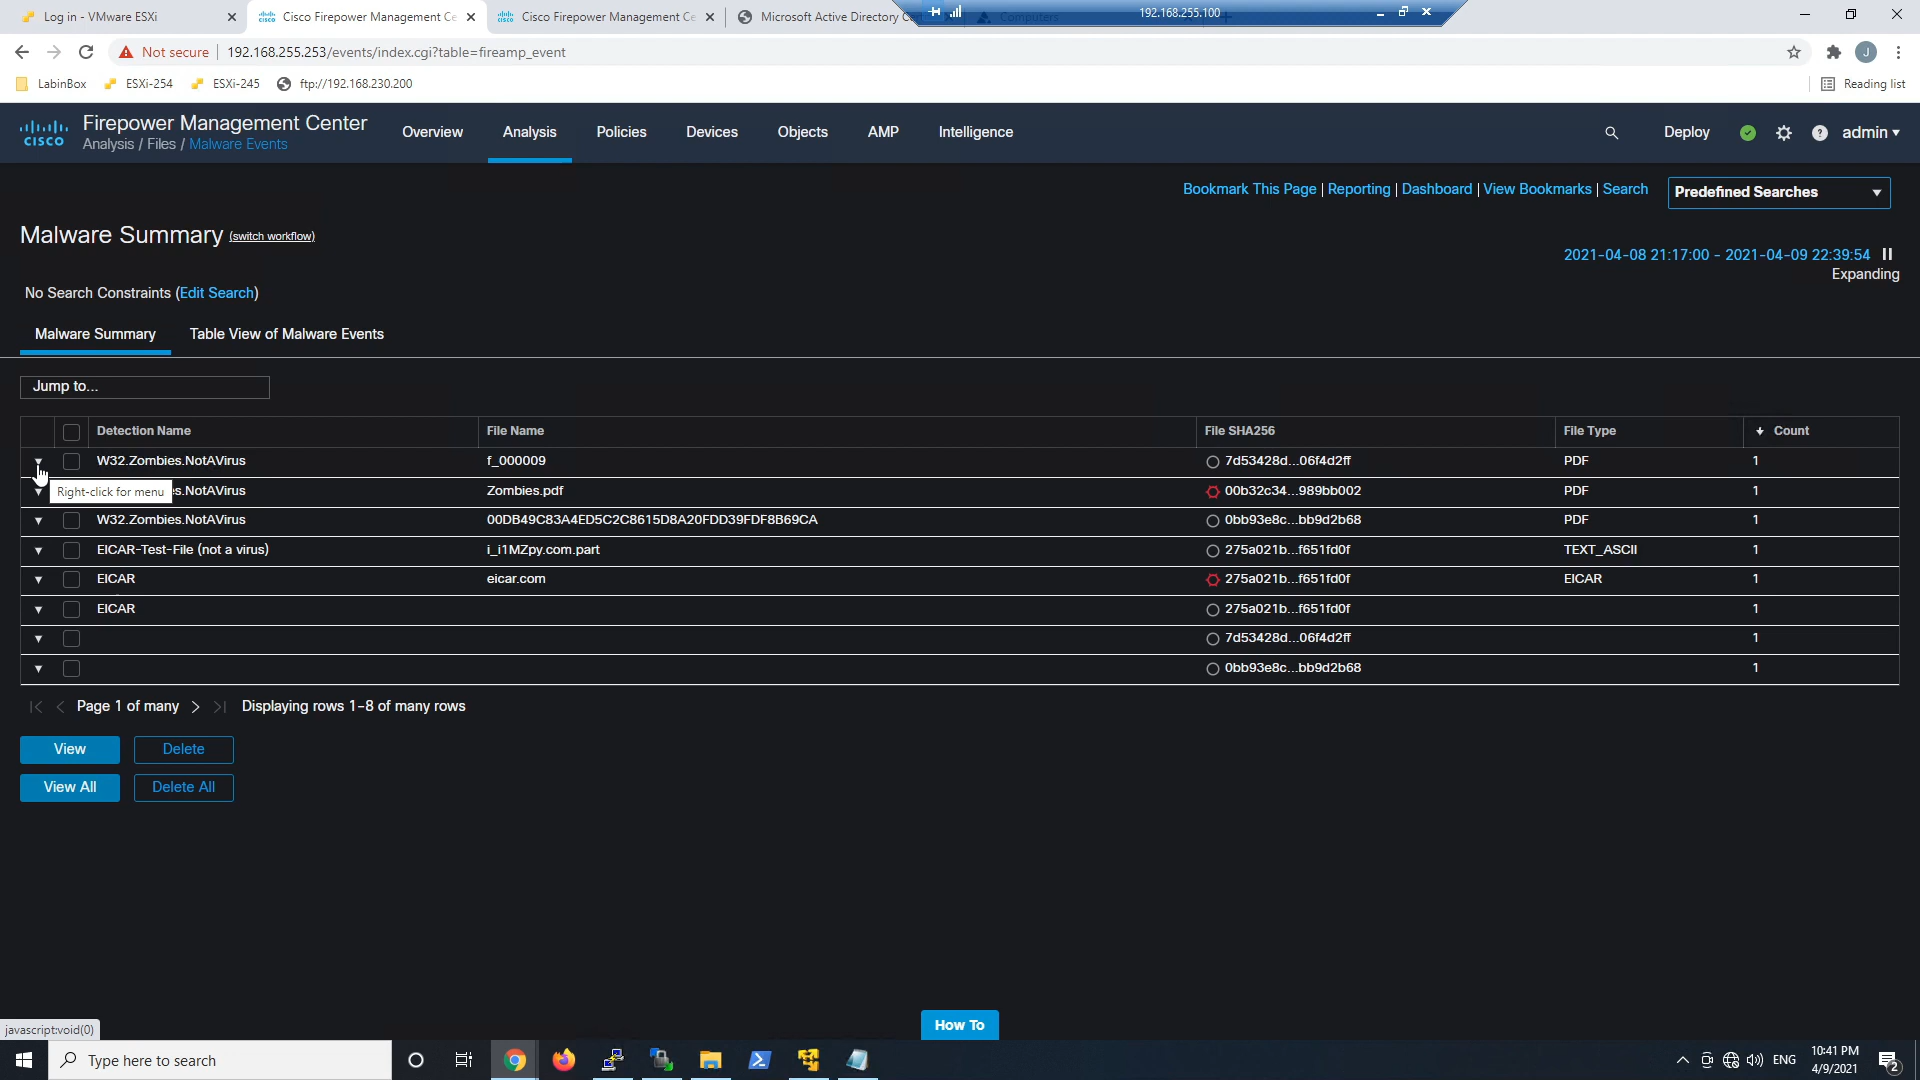 Log in - VMware ESXi
Cisco Firepower Management Ce
Cisco Firepower Management Ce
Microsoft Active Directory
192.168.255.100
Computers
Not secure
192.168.255.253/events/index.cgi?table=fireamp_event
J
LabinBox
ESXi-254
ESXi-245
ftp://192.168.230.200
Reading list
CISCO
Firepower Management Center
Analysis / Files / Malware Events
Overview
Analysis
Policies
Devices
Objects
AMP
Intelligence
Deploy
?
admin
Bookmark This Page | Reporting | Dashboard | View Bookmarks | Search
Predefined Searches
Malware Summary (switch workflow)
2021-04-08 21:17:00 - 2021-04-09 22:39:54
Expanding
No Search Constraints (Edit Search)
Malware Summary
Table View of Malware Events
Jump to...
Detection Name
File Name
File SHA256
File Type
Count
W32.Zombies.NotAVirus
f_000009
7d53428d...06f4d2ff
PDF
1
Right-click for menu
s.NotAVirus
Zombies.pdf
00b32c34...989bb002
PDF
1
W32.Zombies.NotAVirus
00DB49C83A4ED5C2C8615D8A20FDD39FDF8B69CA
0bb93e8c...bb9d2b68
PDF
1
EICAR-Test-File (not a virus)
i_i1MZpy.com.part
275a021b...f651fd0f
TEXT_ASCII
1
EICAR
eicar.com
275a021b...f651fd0f
EICAR
1
EICAR
275a021b...f651fd0f
1
7d53428d...06f4d2ff
1
0bb93e8c...bb9d2b68
1
Page 1 of many
Displaying rows 1-8 of many rows
View
Delete
View All
Delete All
How To
javascript:void(0)
Type here to search
ENG
10:41 PM
4/9/2021
2